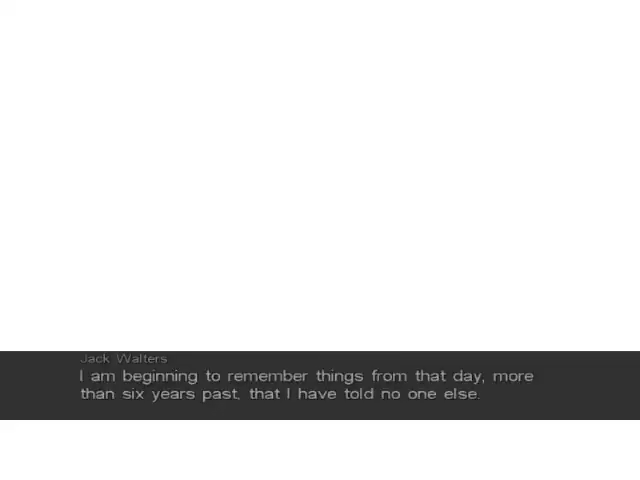 Jack Walters
I am beginning to remember things from that day, more
than six years past, that I have told no one else.